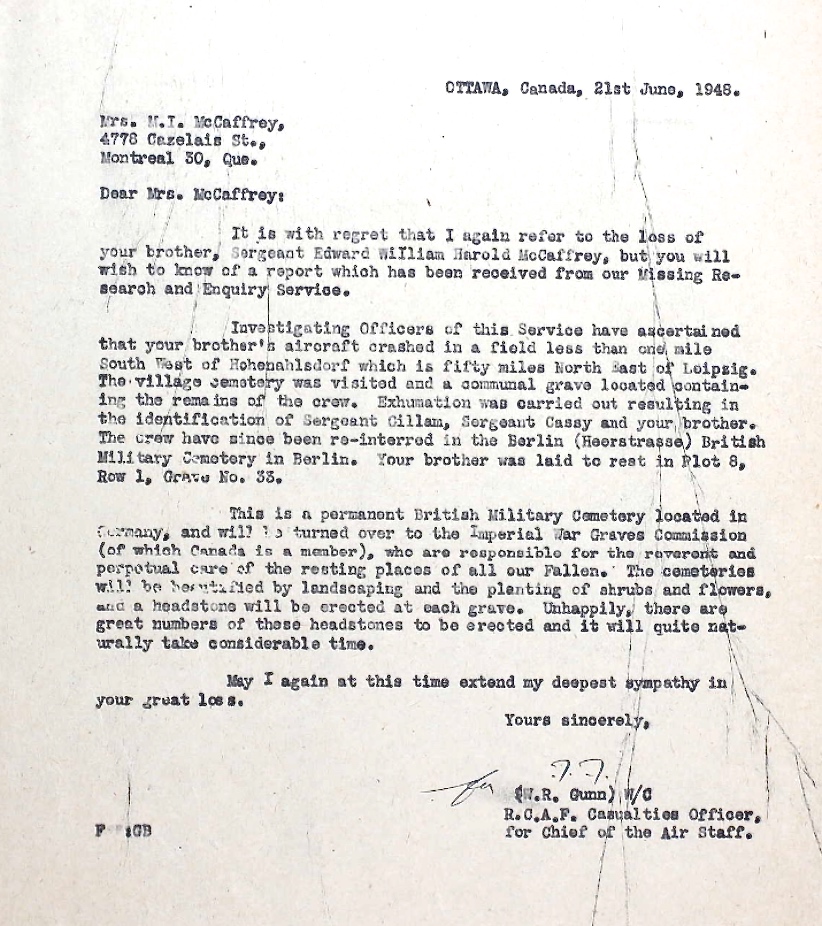 OTTAWA, Canada, 21st June, 1948.
Mrs. M.I. McCaffrey,
4778 Cazelais St.,
Montreal 30, Que.
Dear Mrs. McCaffrey:
It is with regret that I again refer to the loss of
your brother, Sergeant Edward William Harold McCaffrey, but you will
wish to know of a report which has been received from our Missing Re-
search and Enquiry Service.
Investigating Officers of this Service have ascertained
that your brother's aircraft crashed in a field less than one mile
South West of Hohenahlsdorf which is fifty miles North East of Leipzig.
The village cemetery was visited and a communal grave located contain-
ing the remains of the crew. Exhumation was carried out resulting in
the identification of Sergeant Gillam, Sergeant Cassy and your brother.
The crew have since been re-interred in the Berlin (Heerstrasse) British
Military Cemetery in Berlin. Your brother was laid to rest in Plot 8,
Row 1, Grave No. 33.
This is a permanent British Military Cemetery located in
Germany, and will be turned over to the Imperial War Graves Commission
(of which Canada is a member), who are responsible for the reverent and
perpetual care of the resting places of all our Fallen. The cemeteries
will be beautified by landscaping and the planting of shrubs and flowers,
and a headstone will be erected at each grave. Unhappily, there are
great numbers of these headstones to be erected and it will quite nat-
urally take considerable time.
May I again at this time extend my deepest sympathy in
your great loss.
Yours sincerely,
for (W.R. Gunn) W/C
R.C.A.F. Casualties Officer,
for Chief of the Air Staff.